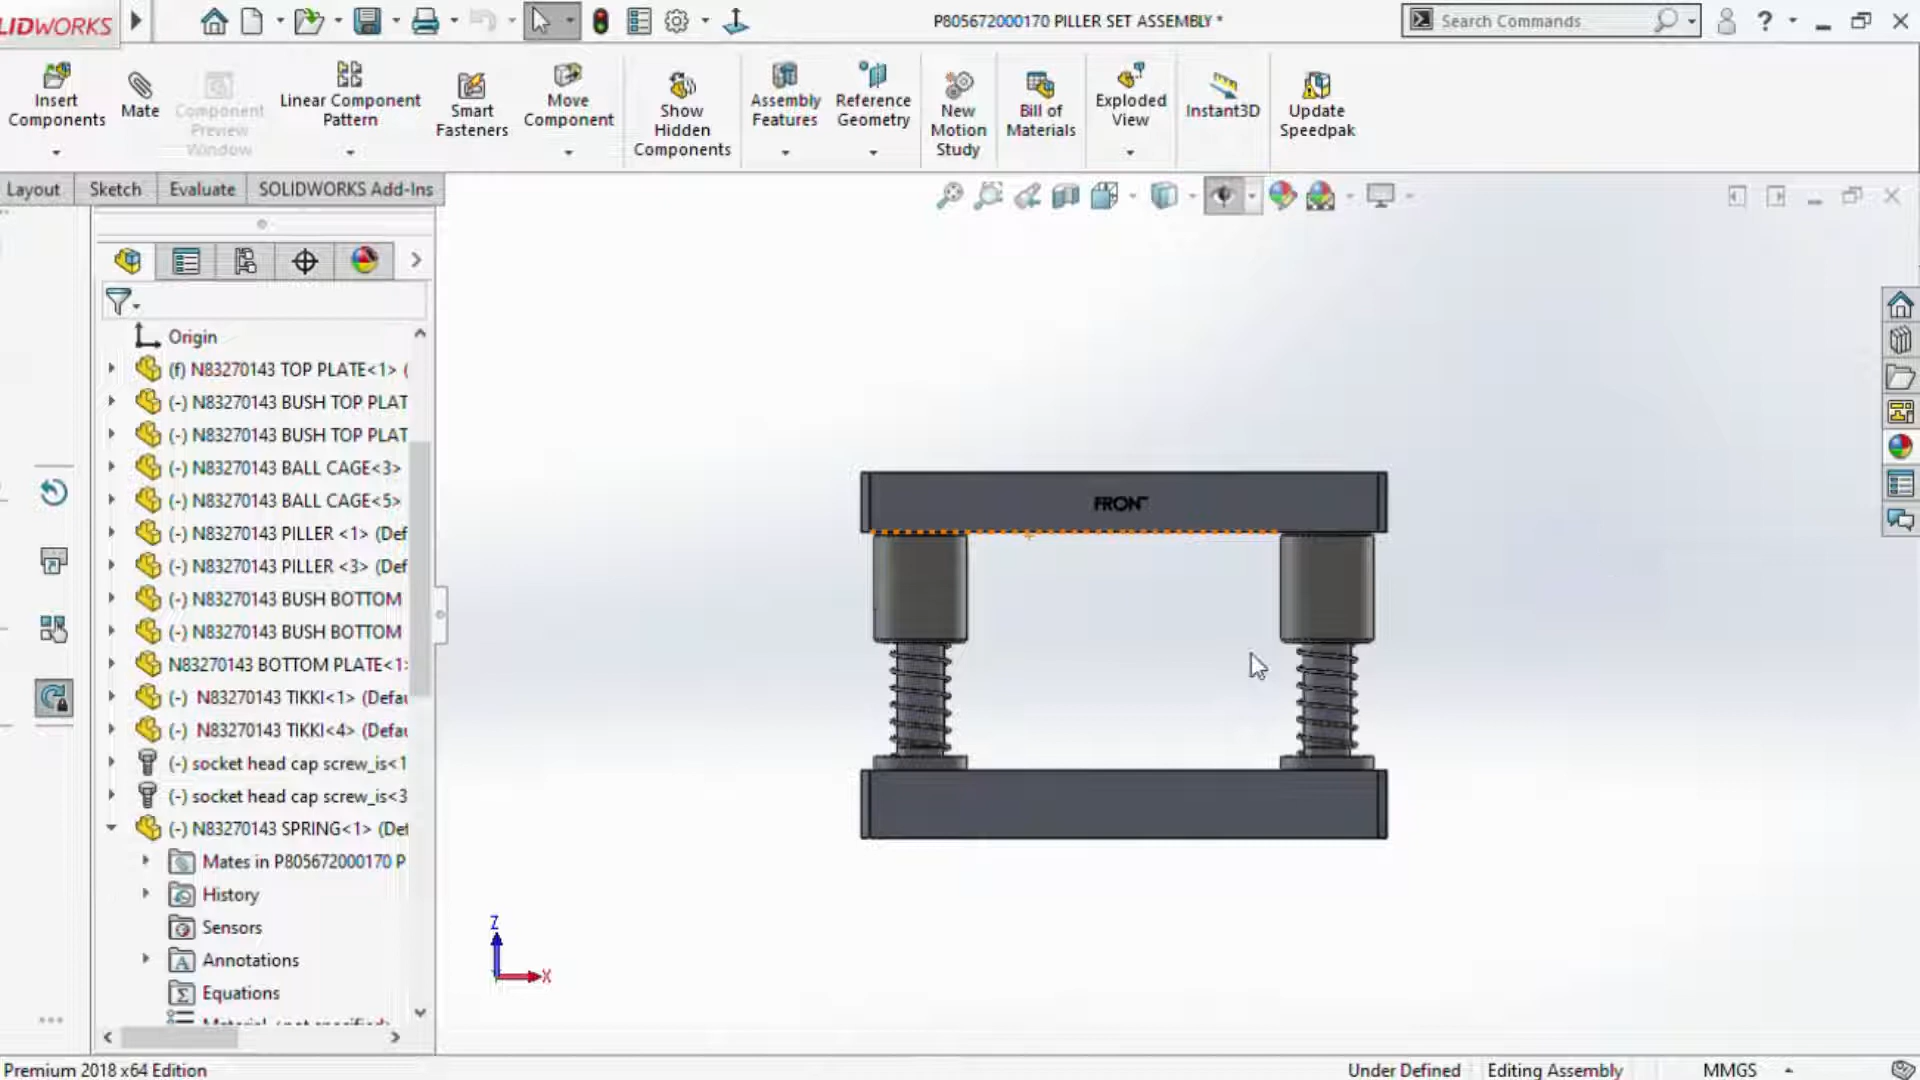 LIDWORKS
P805672000170 PILLER SET ASSEMBLY *
Search Commands
?
Insert Components
Mate
Component Preview Window
Linear Component Pattern
Smart Fasteners
Move Component
Show Hidden Components
Assembly Features
Reference Geometry
New Motion Study
Bill of Materials
Exploded View
Instant3D
Update Speedpak
Layout
Sketch
Evaluate
SOLIDWORKS Add-Ins
Origin
(f) N83270143 TOP PLATE<1> (
(-) N83270143 BUSH TOP PLAT
(-) N83270143 BUSH TOP PLAT
(-) N83270143 BALL CAGE<3>
(-) N83270143 BALL CAGE<5>
(-) N83270143 PILLER <1> (Def
(-) N83270143 PILLER <3> (Def
(-) N83270143 BUSH BOTTOM
(-) N83270143 BUSH BOTTOM
N83270143 BOTTOM PLATE<1>
(-) N83270143 TIKKI<1> (Defau
(-) N83270143 TIKKI<4> (Defau
(-) socket head cap screw_is<1
(-) socket head cap screw_is<3
(-) N83270143 SPRING<1> (Def
Mates in P805672000170 P
History
Sensors
Annotations
Equations
FRONT
Z
X
Premium 2018 x64 Edition
Under Defined
Editing Assembly
MMGS